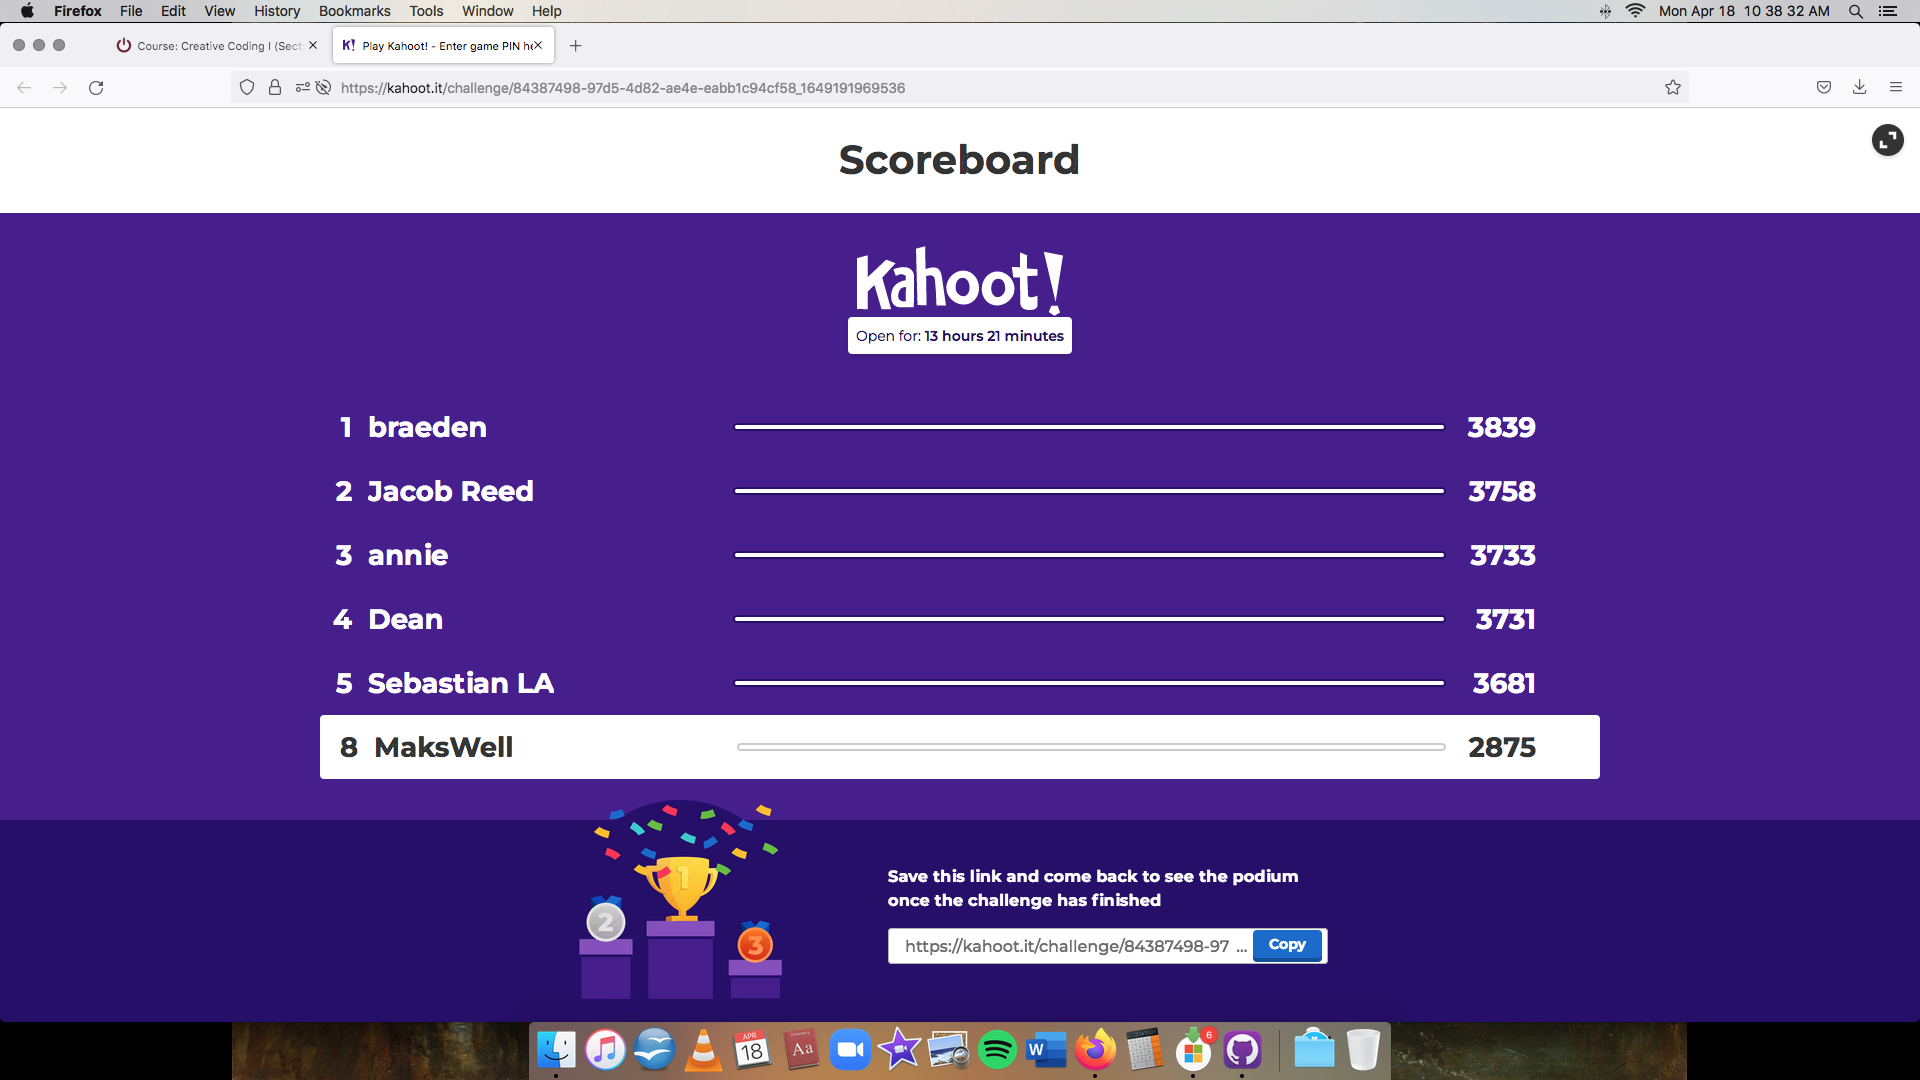 Firefox File Edit View History Bookmarks Tools Window Help Mon Apr 18 10 38 32 AM
Course: Creative Coding I (Sect Play Kahoot! - Enter game PIN he
https://kahoot.it/challenge/84387498-97d5-4d82-ae4e-eabb1c94cf58_1649191969536
Scoreboard
Kahoot!
Open for: 13 hours 21 minutes
1 braeden 3839
2 Jacob Reed 3758
3 annie 3733
4 Dean 3731
5 Sebastian LA 3681
8 MaksWell 2875
1
2
3
Save this link and come back to see the podium
once the challenge has finished
https://kahoot.it/challenge/84387498-97 ... Copy
APR
18
Aa
W
6